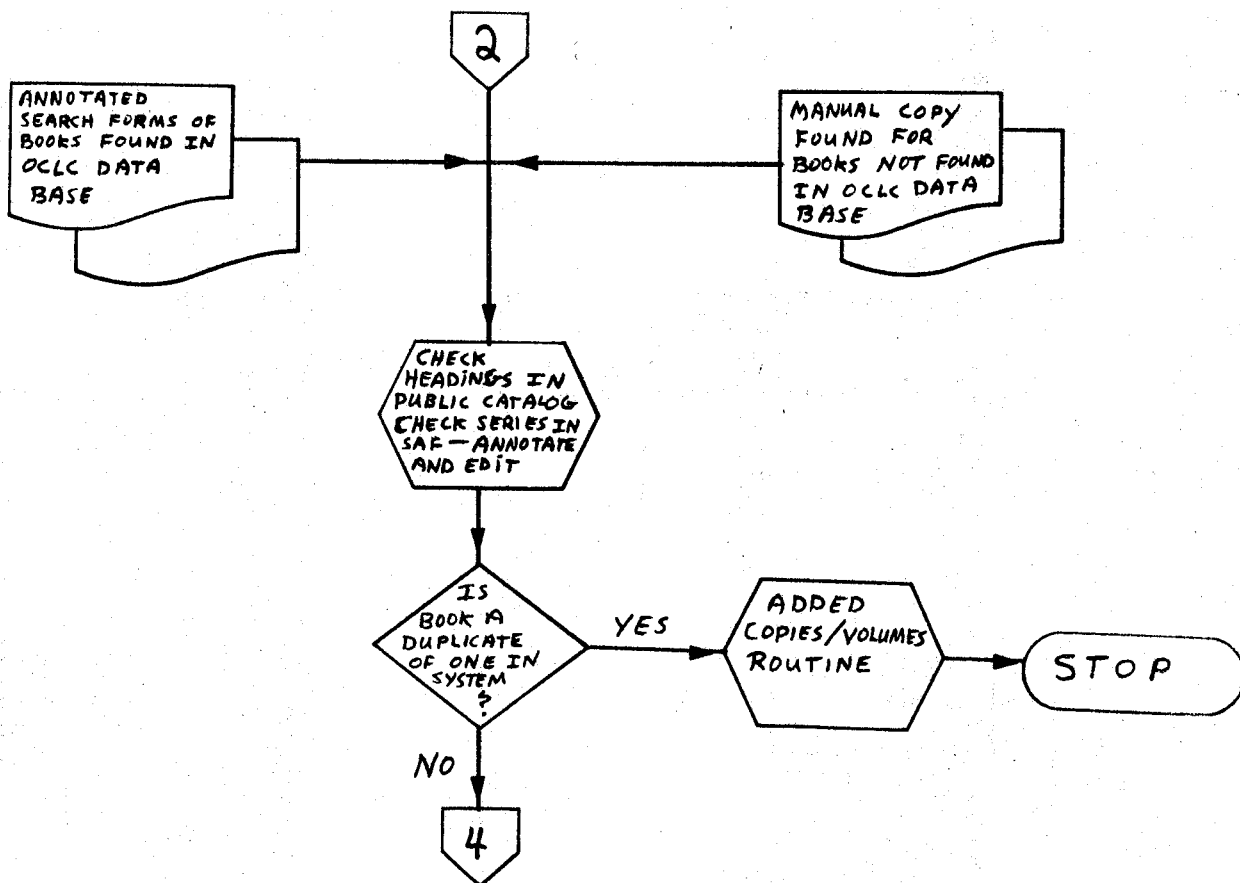 2
ANNOTATED
SEARCH FORMS OF
BOOKS FOUND IN
OCLC DATA
BASE
MANUAL COPY
FOUND FOR
BOOKS NOT FOUND
IN OCLC DATA
BASE
CHECK
HEADINGS IN
PUBLIC CATALOG
CHECK SERIES IN
SAF — ANNOTATE
AND EDIT
IS
BOOK A
DUPLICATE
OF ONE IN
SYSTEM
?
YES
ADDED
COPIES/VOLUMES
ROUTINE
STOP
NO
4